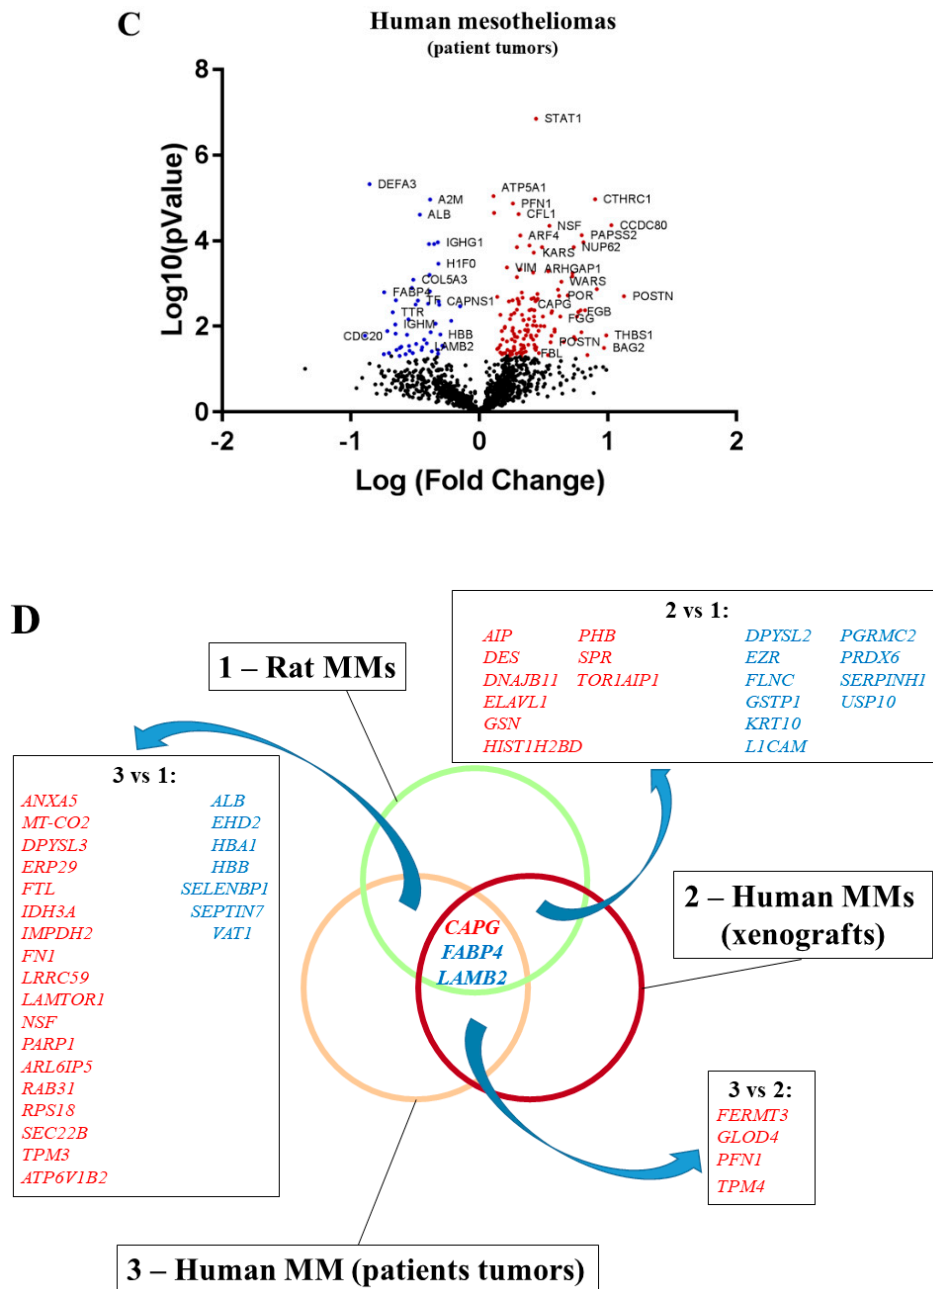 C
Human mesotheliomas
(patient tumors)
Log10(pValue)
8
6
4
2
0
-2
-1
0
1
2
Log (Fold Change)
STAT1
DEFA3
ATP5A1
A2M
PFN1
CTHRC1
ALB
CFL1
NSF
CCDC80
ARF4
PAPSS2
IGHG1
KARS
NUP62
H1F0
VIM
ARHGAP1
COL5A3
WARS
FABP4
TF
CAPNS1
CAPG
POR
POSTN
TTR
FGB
IGHM
FGG
CDC20
HBB
POSTN
THBS1
LAMB2
FBL
BAG2
D
1 – Rat MMs
2 vs 1:
AIP PHB DPYSL2 PGRMC2
DES SPR EZR PRDX6
DNAJB11 TOR1AIP1 FLNC SERPINH1
ELAVL1 GSTP1 USP10
GSN KRT10
HIST1H2BD L1CAM
3 vs 1:
ANXA5 ALB
MT-CO2 EHD2
DPYSL3 HBA1
ERP29 HBB
FTL SELENBP1
IDH3A SEPTIN7
IMPDH2 VAT1
FN1
LRRC59
LAMTOR1
NSF
PARP1
ARL6IP5
RAB31
RPS18
SEC22B
TPM3
ATP6V1B2
CAPG
FABP4
LAMB2
2 – Human MMs
(xenografts)
3 vs 2:
FERMT3
GLOD4
PFN1
TPM4
3 – Human MM (patients tumors)